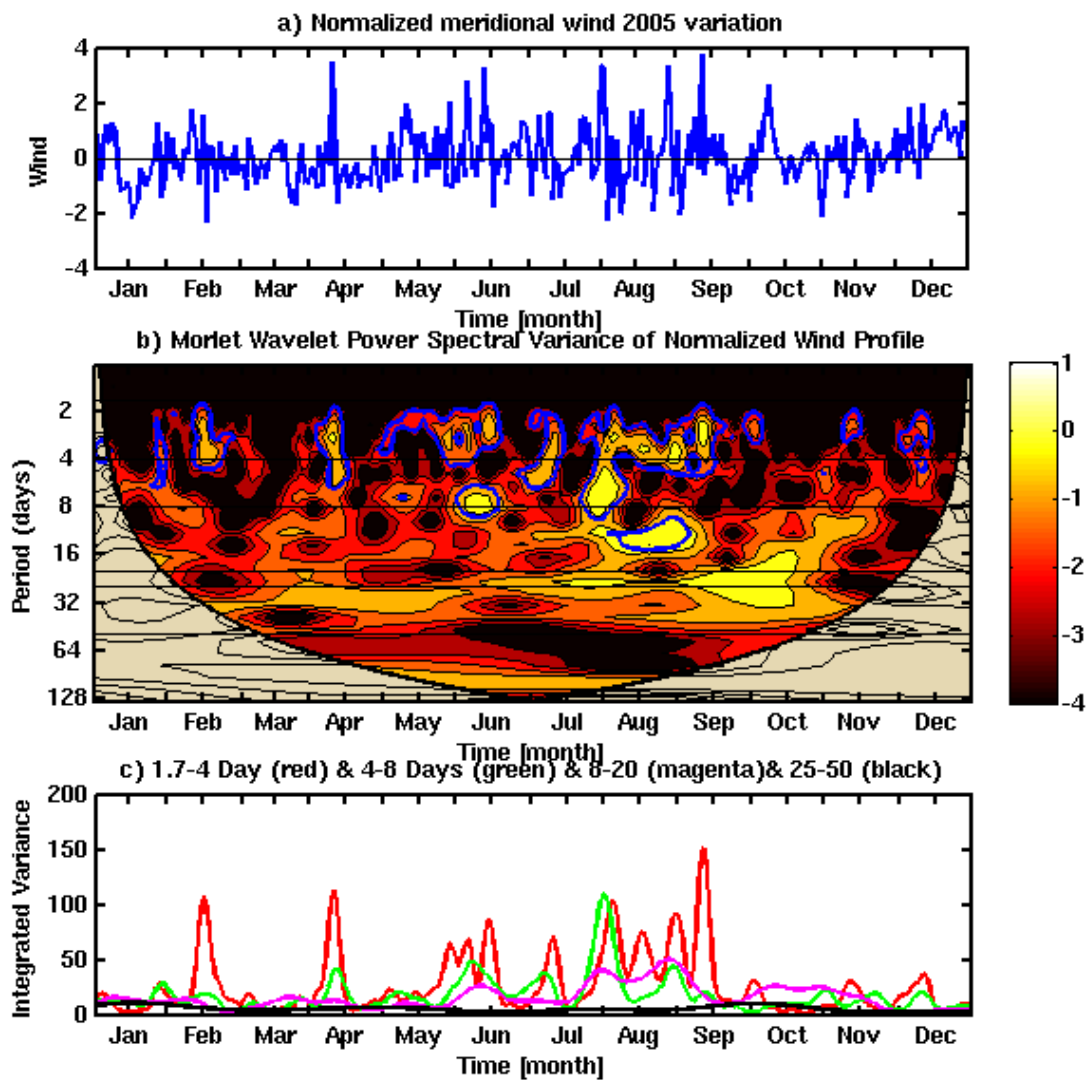 a) Normalized meridional wind 2005 variation
4
2
0
-2
-4
Wind
Jan Feb Mar Apr May Jun Jul Aug Sep Oct Nov Dec
Time [month]
b) Morlet Wavelet Power Spectral Variance of Normalized Wind Profile
2
4
8
16
32
64
128
Period (days)
1
0
-1
-2
-3
-4
Jan Feb Mar Apr May Jun Jul Aug Sep Oct Nov Dec
Time [month]
c) 1.7-4 Day (red) & 4-8 Days (green) & 8-20 (magenta)& 25-50 (black)
200
150
100
50
0
Integrated Variance
Jan Feb Mar Apr May Jun Jul Aug Sep Oct Nov Dec
Time [month]